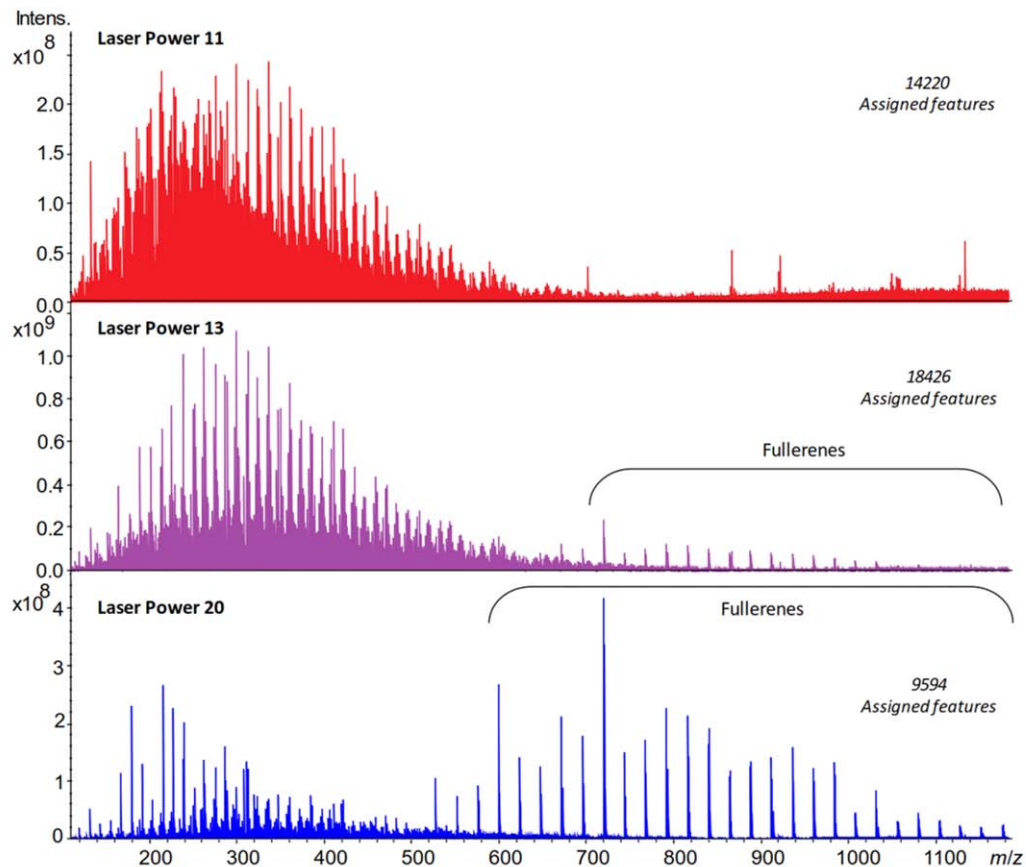 Intens.
x10^8
Laser Power 11
14220
Assigned features
2.0
1.5
1.0
0.5
0.0
x10^9
Laser Power 13
18426
Assigned features
1.0
0.8
0.6
0.4
0.2
0.0
Fullerenes
x10^8
Laser Power 20
Fullerenes
9594
Assigned features
4
3
2
1
0
200 300 400 500 600 700 800 900 1000 1100 m/z